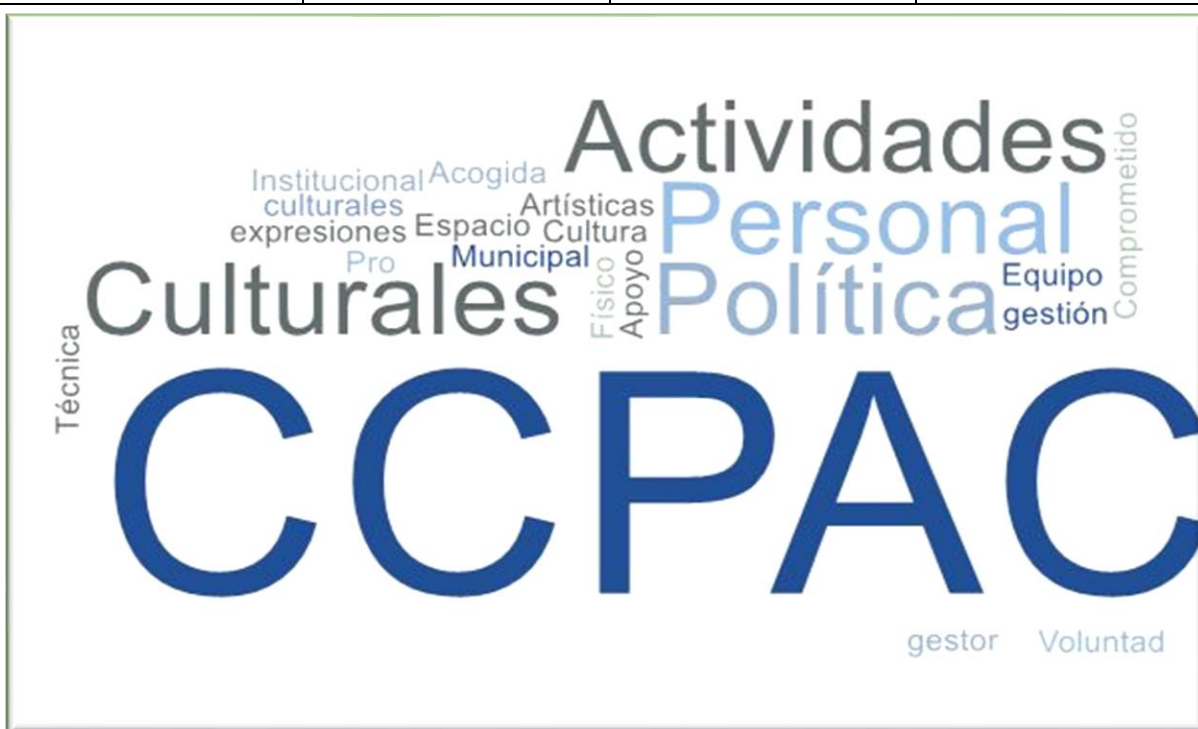 Actividades
Comprometido
Institucional Acogida
culturales Artísticas Personal
expresiones Espacio Cultura
Pro Municipal
Culturales Físico Apoyo Política Equipo
gestión
Técnica
CCPAC
gestor Voluntad